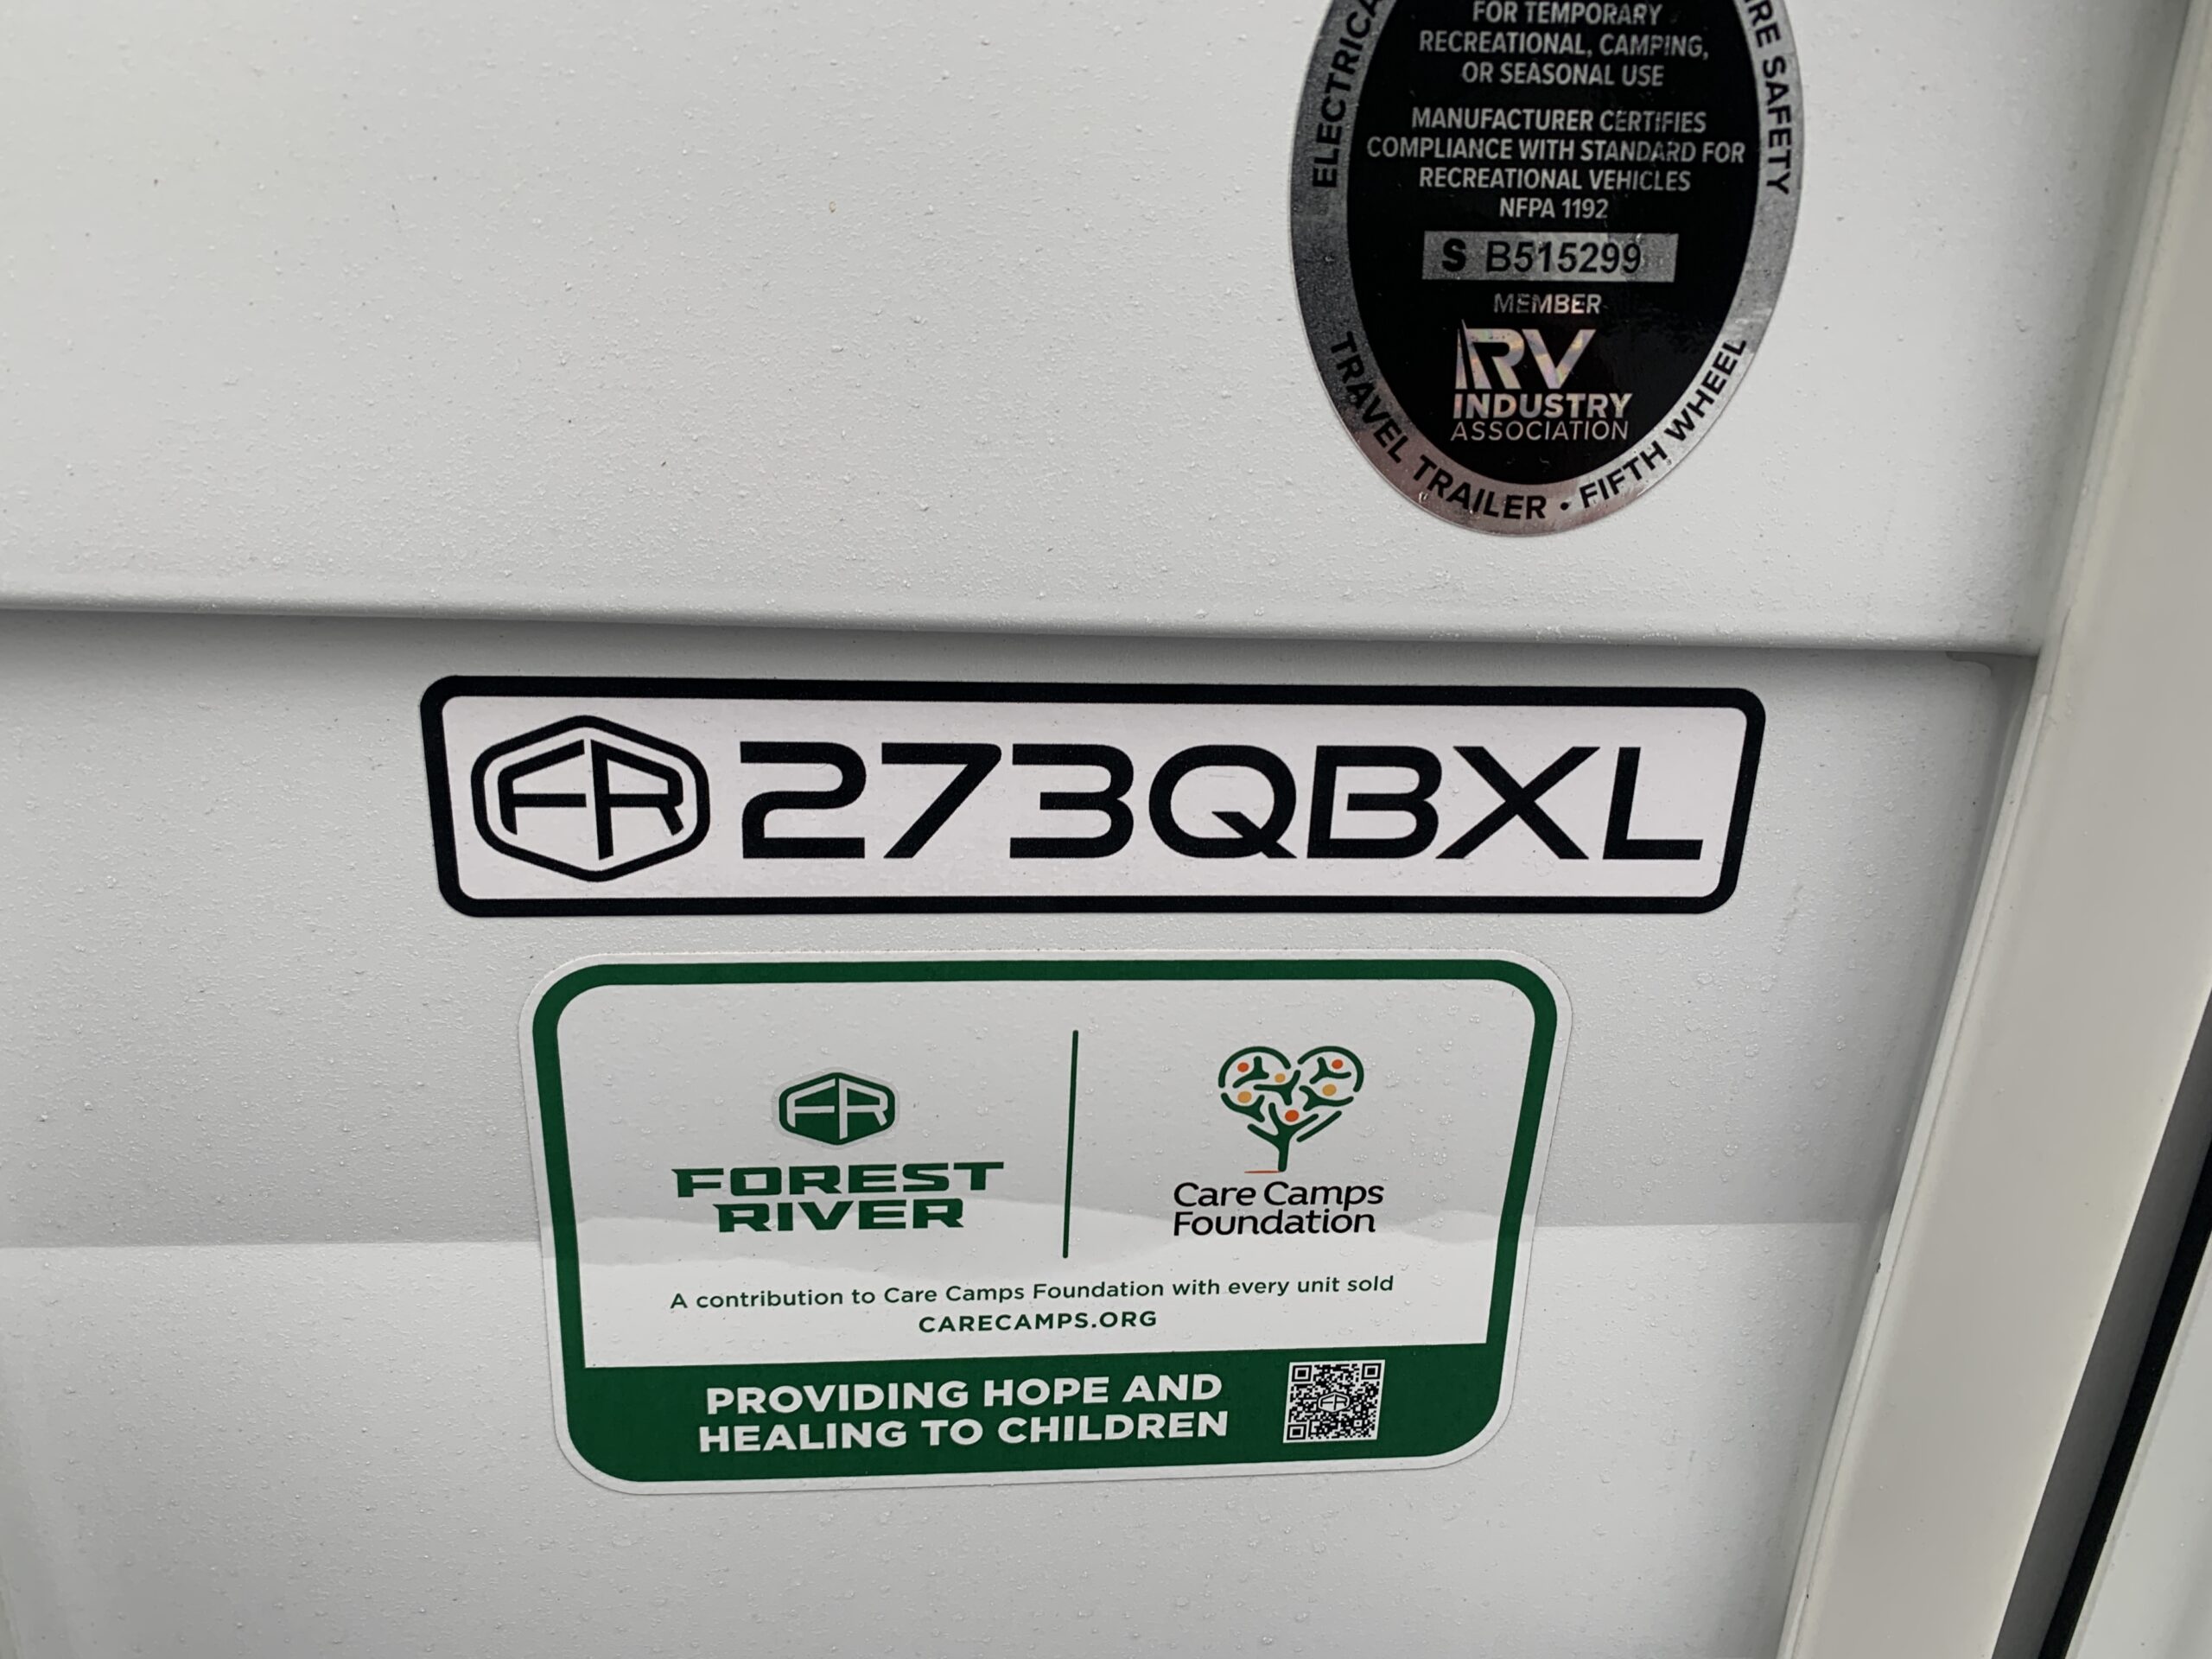 ELECTRICA
IRE SAFETY
FOR TEMPORARY
RECREATIONAL, CAMPING,
OR SEASONAL USE
MANUFACTURER CERTIFIES
COMPLIANCE WITH STANDARD FOR
RECREATIONAL VEHICLES
NFPA 1192
S B515299
MEMBER
RV
INDUSTRY
ASSOCIATION
TRAVEL TRAILER • FIFTH WHEEL
FR 273QBXL
FR
FOREST
RIVER
Care Camps
Foundation
A contribution to Care Camps Foundation with every unit sold
CARECAMPS.ORG
PROVIDING HOPE AND
HEALING TO CHILDREN
FR